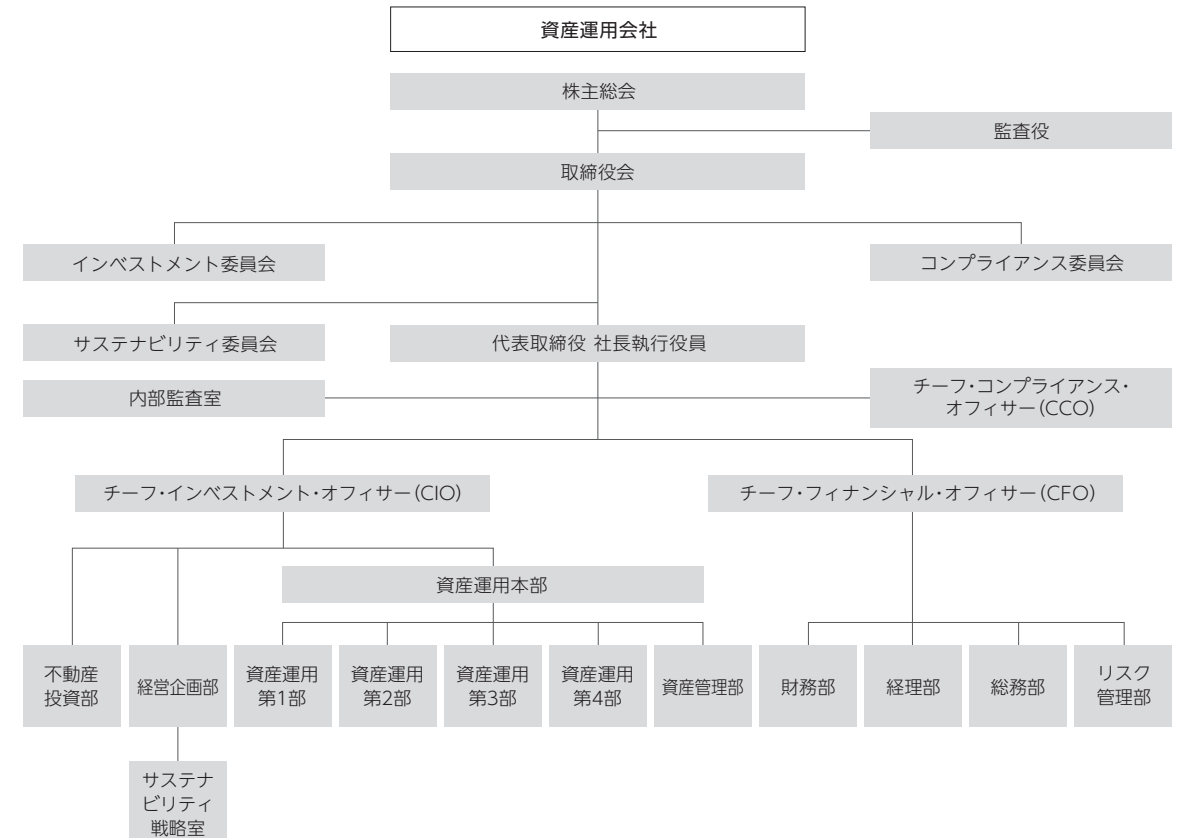 資産運用会社
株主総会
監査役
取締役会
インベストメント委員会
コンプライアンス委員会
サステナビリティ委員会
代表取締役 社長執行役員
内部監査室
チーフ・コンプライアンス・
オフィサー(CCO)
チーフ・インベストメント・オフィサー(CIO)
チーフ・フィナンシャル・オフィサー(CFO)
資産運用本部
不動産
投資部
経営企画部
資産運用
第1部
資産運用
第2部
資産運用
第3部
資産運用
第4部
資産管理部
財務部
経理部
総務部
リスク
管理部
サステナ
ビリティ
戦略室